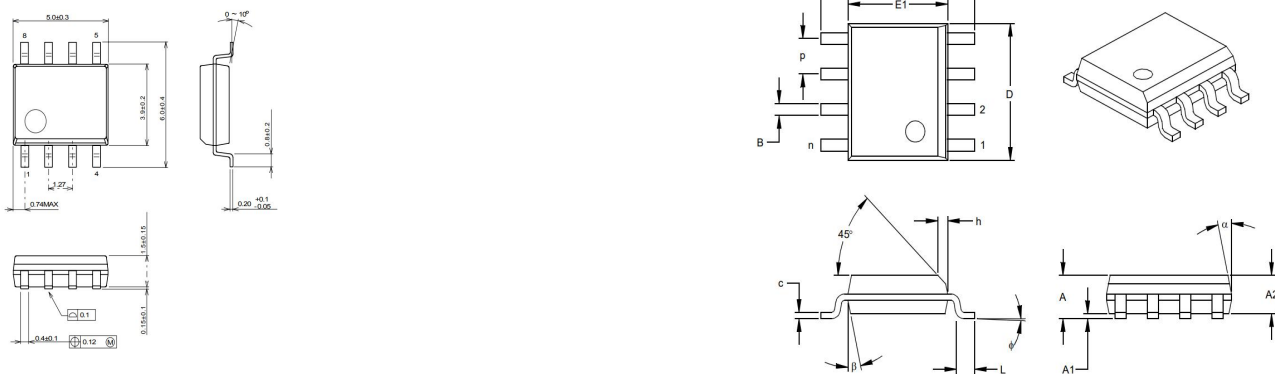 5.0±0.3
0 ~ 10°
8
5
3.9±0.2
6.0±0.4
0.8±0.2
1
4
1.27
0.74MAX
0.20 +0.1 -0.05
1.5±0.15
0.15±0.1
0.1
0.4±0.1
0.12 M
E1
p
D
B
2
n
1
45°
h
α
c
A
A2
β
L
φ
A1